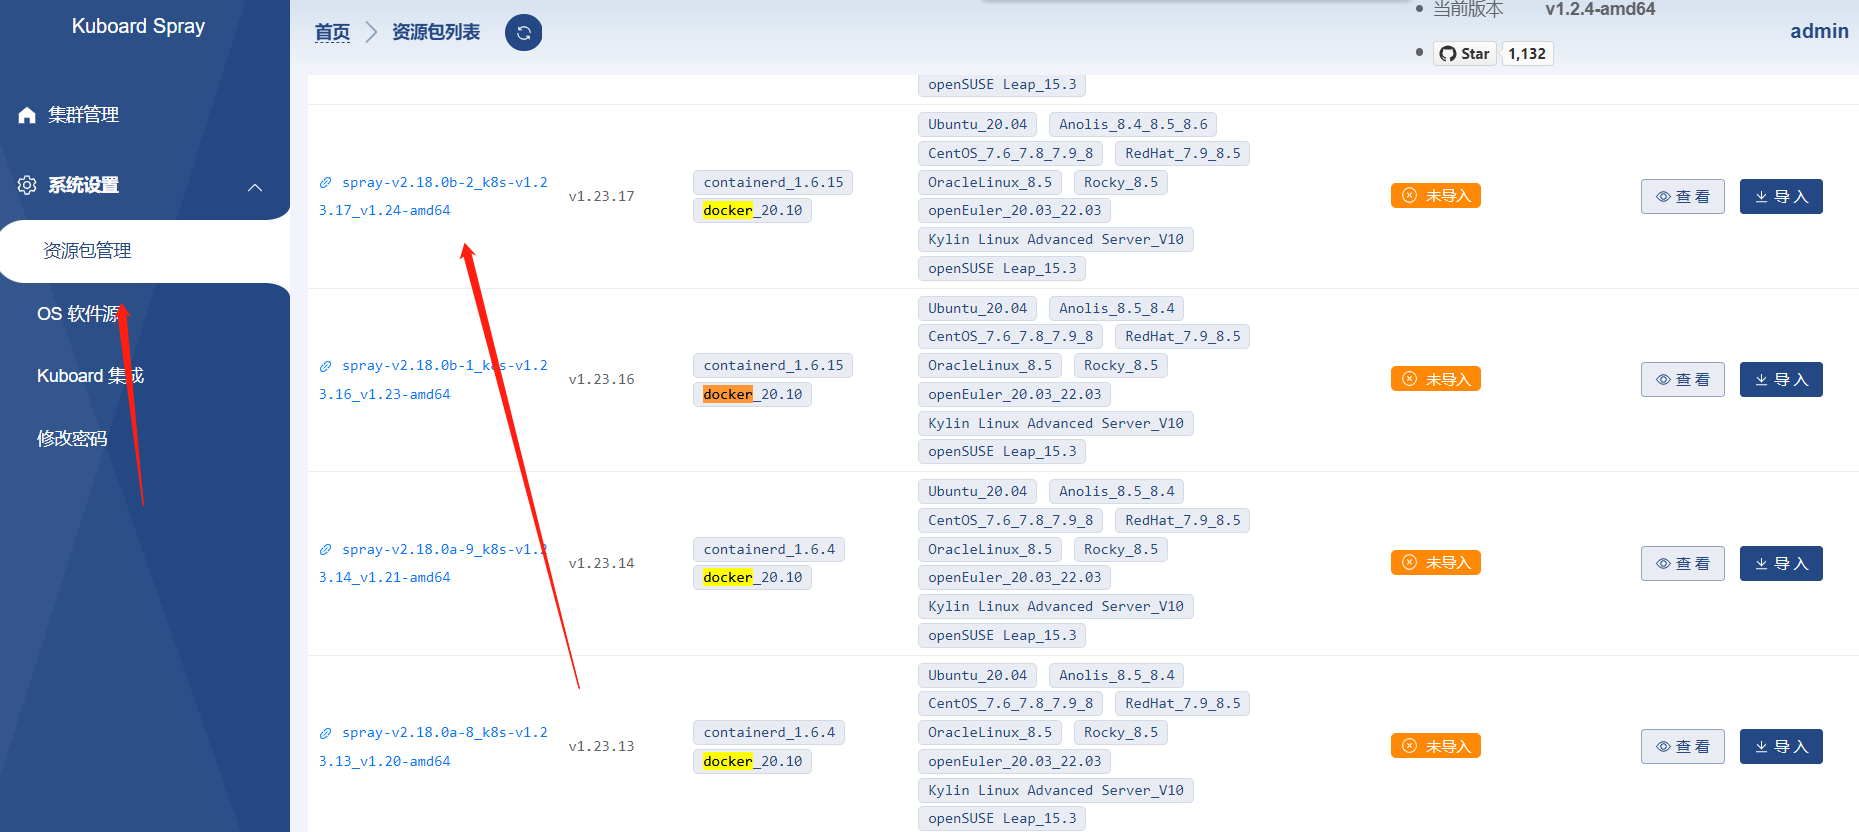 Kuboard Spray
集群管理
系统设置
资源包管理
OS 软件源
Kuboard 集成
修改密码
首页 资源包列表
当前版本 v1.2.4-amd64
Star 1,132
admin
openSUSE Leap_15.3
spray-v2.18.0b-2_k8s-v1.2
3.17_v1.24-amd64
v1.23.17
containerd_1.6.15
docker_20.10
Ubuntu_20.04 Anolis_8.4_8.5_8.6
CentOS_7.6_7.8_7.9_8 RedHat_7.9_8.5
OracleLinux_8.5 Rocky_8.5
openEuler_20.03_22.03
Kylin Linux Advanced Server_V10
openSUSE Leap_15.3
未导入
查 看 导 入
spray-v2.18.0b-1_k8s-v1.2
3.16_v1.23-amd64
v1.23.16
containerd_1.6.15
docker_20.10
Ubuntu_20.04 Anolis_8.5_8.4
CentOS_7.6_7.8_7.9_8 RedHat_7.9_8.5
OracleLinux_8.5 Rocky_8.5
openEuler_20.03_22.03
Kylin Linux Advanced Server_V10
openSUSE Leap_15.3
未导入
查 看 导 入
spray-v2.18.0a-9_k8s-v1.2
3.14_v1.21-amd64
v1.23.14
containerd_1.6.4
docker_20.10
Ubuntu_20.04 Anolis_8.5_8.4
CentOS_7.6_7.8_7.9_8 RedHat_7.9_8.5
OracleLinux_8.5 Rocky_8.5
openEuler_20.03_22.03
Kylin Linux Advanced Server_V10
openSUSE Leap_15.3
未导入
查 看 导 入
spray-v2.18.0a-8_k8s-v1.2
3.13_v1.20-amd64
v1.23.13
containerd_1.6.4
docker_20.10
Ubuntu_20.04 Anolis_8.5_8.4
CentOS_7.6_7.8_7.9_8 RedHat_7.9_8.5
OracleLinux_8.5 Rocky_8.5
openEuler_20.03_22.03
Kylin Linux Advanced Server_V10
openSUSE Leap_15.3
未导入
查 看 导 入